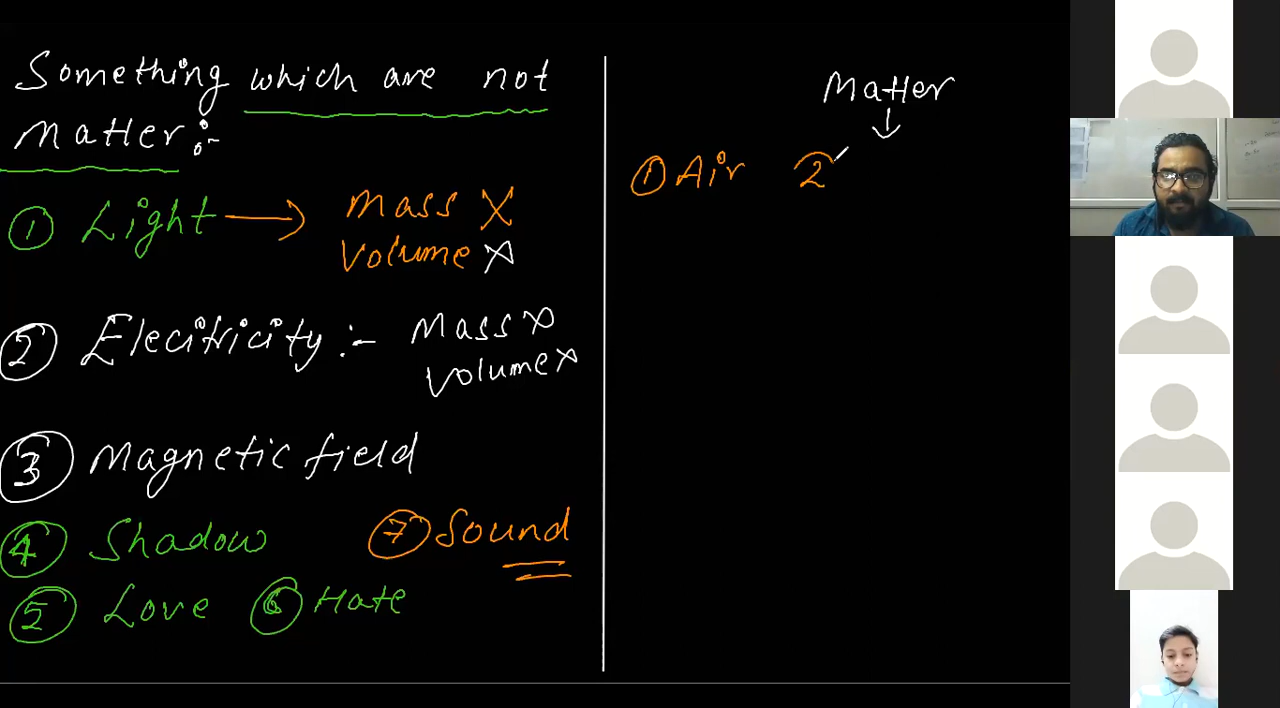 Something which are not
Matter :-
① Light → Mass X
Volume X
② Electricity :- Mass x
Volume x
③ Magnetic field
④ Shadow ⑦ Sound
⑤ Love ⑥ Hate
Matter
↓
① Air 2